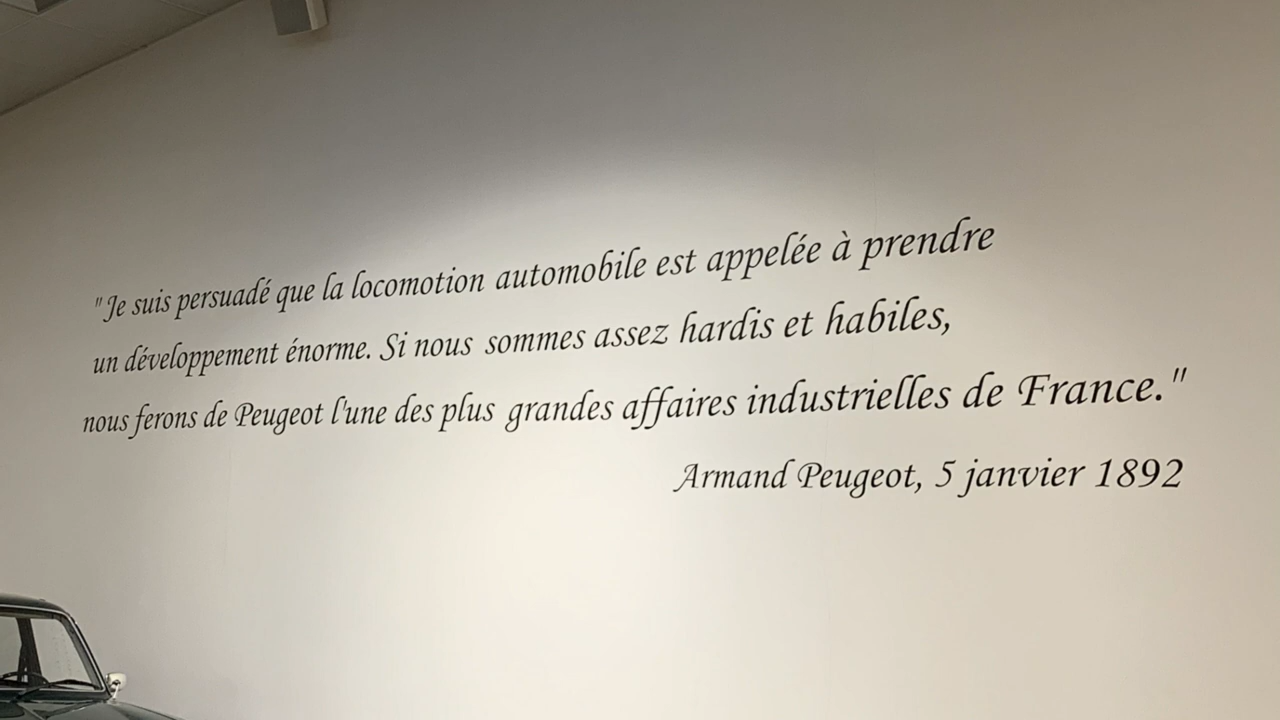 "Je suis persuadé que la locomotion automobile est appelée à prendre
un développement énorme. Si nous sommes assez hardis et habiles,
nous ferons de Peugeot l'une des plus grandes affaires industrielles de France."
Armand Peugeot, 5 janvier 1892